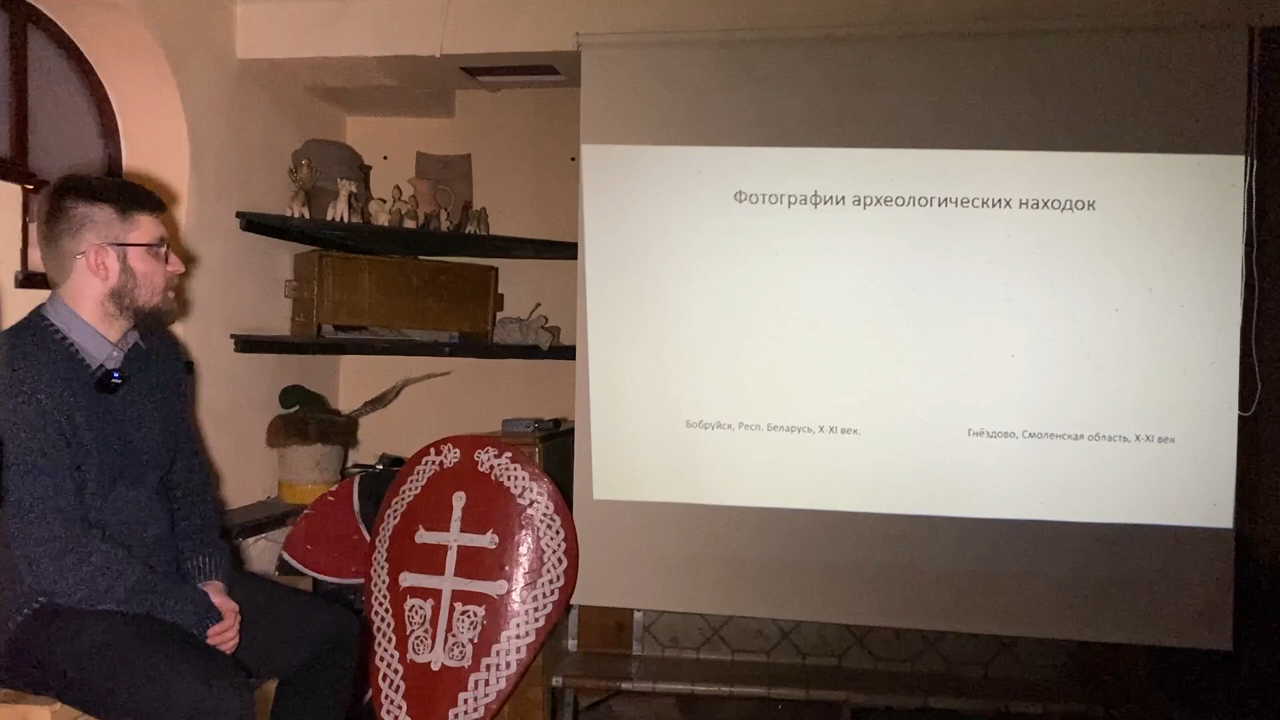 Фотографии археологических находок
Бобруйск, Респ. Беларусь, X-XI век.
Гнёздово, Смоленская область, X-XI век